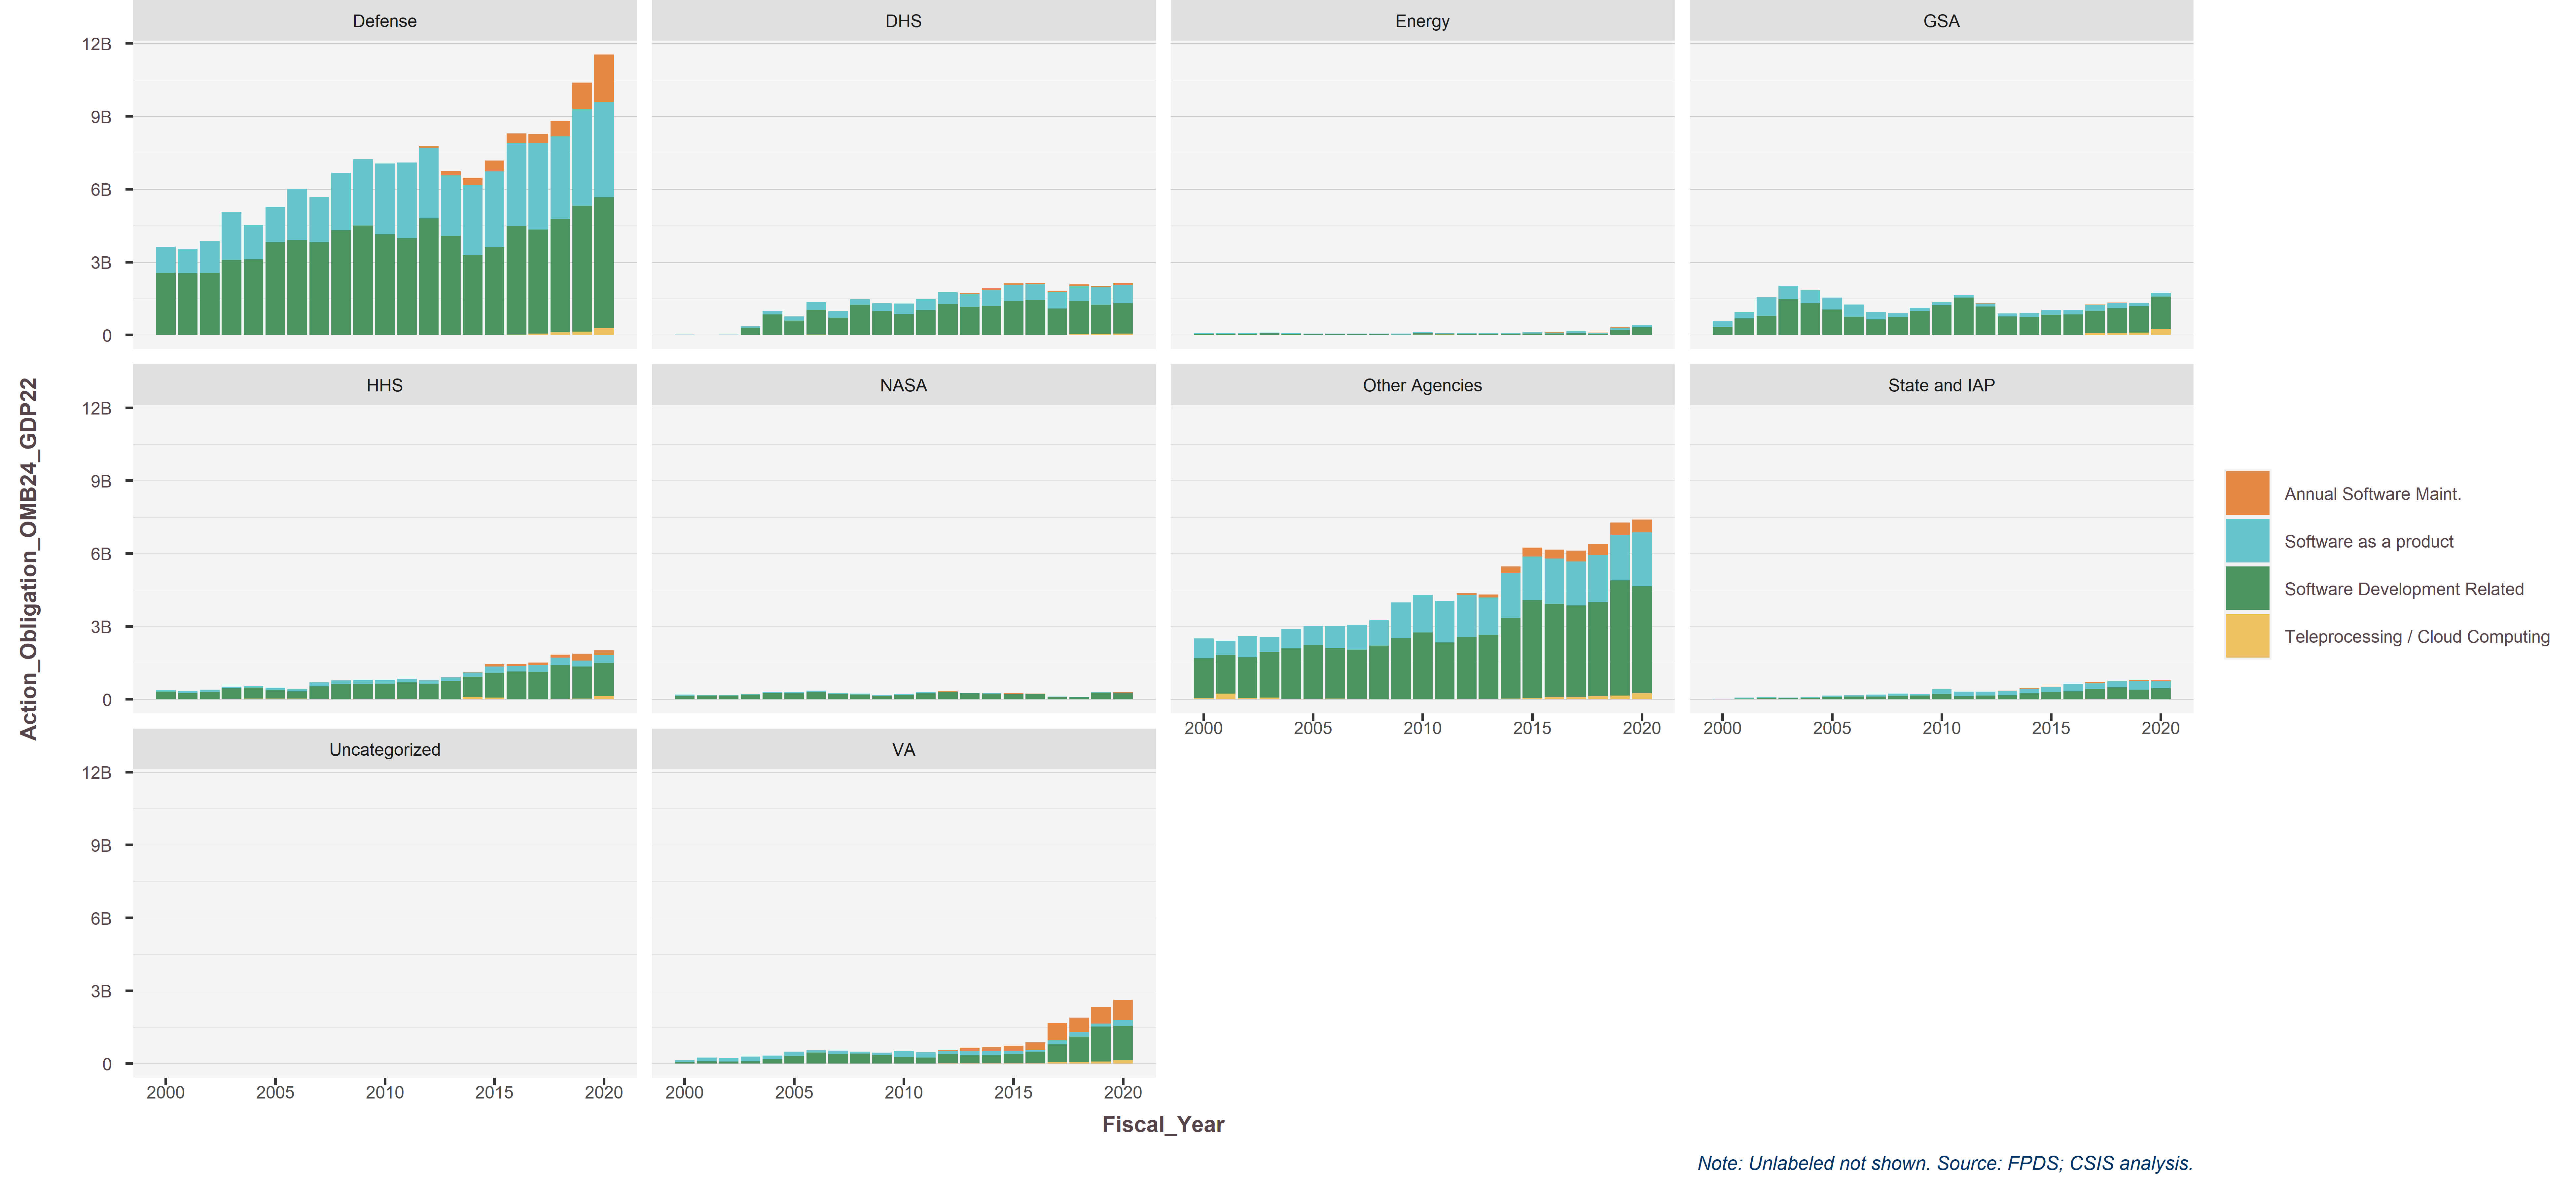 Defense
DHS
Energy
GSA
12B
9B
6B
3B
0
HHS
NASA
Other Agencies
State and IAP
12B
9B
6B
3B
0
2000 2005 2010 2015 2020
2000 2005 2010 2015 2020
Uncategorized
VA
12B
9B
6B
3B
0
2000 2005 2010 2015 2020
2000 2005 2010 2015 2020
Action_Obligation_OMB24_GDP22
Fiscal_Year
Annual Software Maint.
Software as a product
Software Development Related
Teleprocessing / Cloud Computing
Note: Unlabeled not shown. Source: FPDS; CSIS analysis.